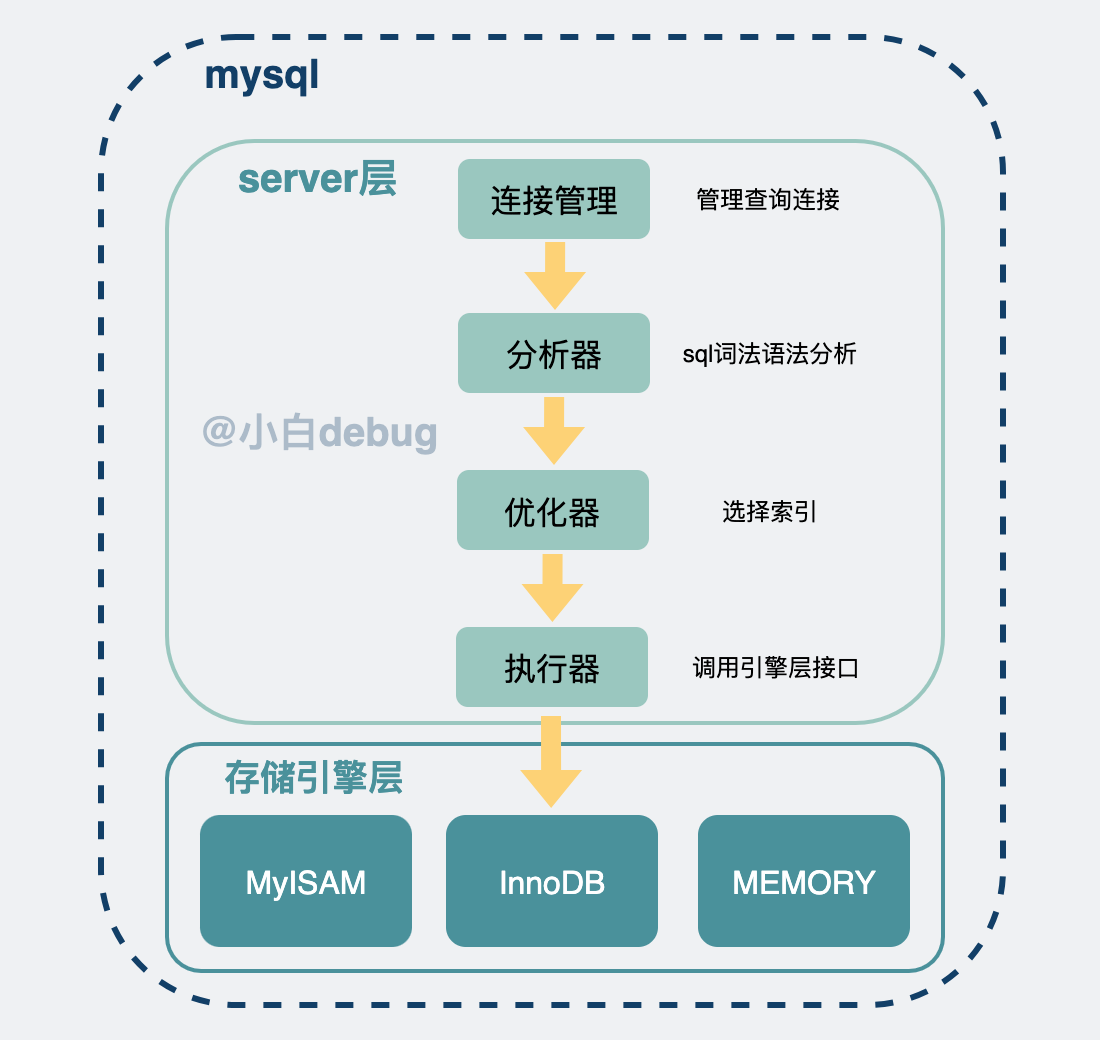 mysql
server层
连接管理
管理查询连接
分析器
sql词法语法分析
@小白debug
优化器
选择索引
执行器
调用引擎层接口
存储引擎层
MyISAM
InnoDB
MEMORY